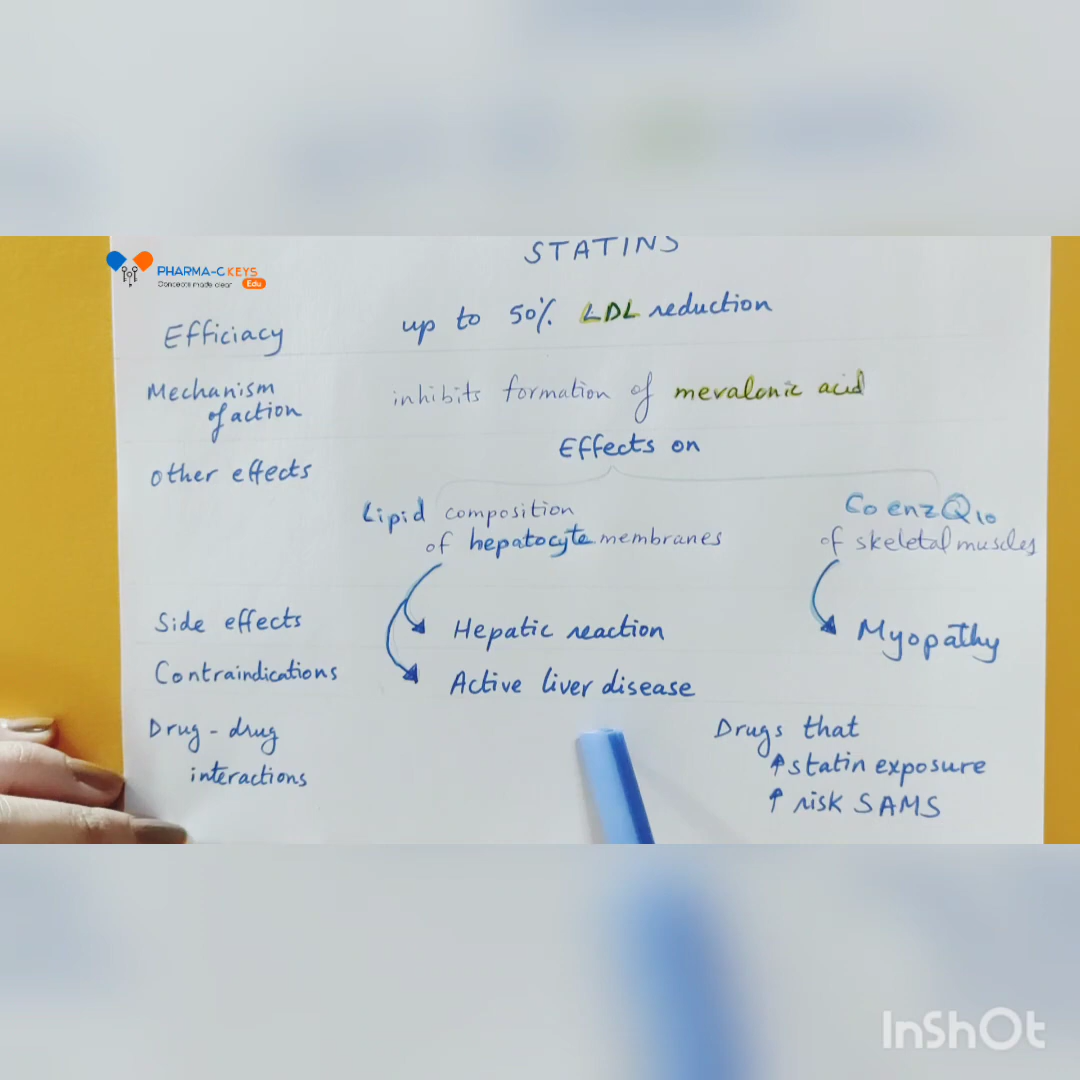 STATINS
PHARMA-CKEYS
Concepts made clear Edu
Efficiacy
up to 50% LDL reduction
Mechanism
of action
inhibits formation of mevalonic acid
Effects on
Other effects
Lipid composition
of hepatocyte membranes
Co enz Q10
of skeletal muscles
Side effects
Hepatic reaction
Myopathy
Contraindications
Active liver disease
Drug - drug
interactions
Drugs that
↑ statin exposure
↑ risk SAMS
InShOt